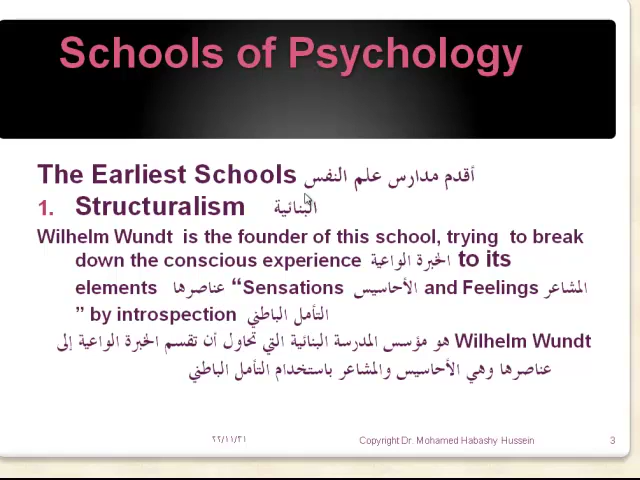 Schools of Psychology
The Earliest Schools أقدم مدارس علم النفس
1. Structuralism البنائية
Wilhelm Wundt is the founder of this school, trying to break
down the conscious experience الخبرة الواعية to its
elements عناصرها “Sensations الأحاسيس and Feelings المشاعر
” by introspection التأمل الباطني
Wilhelm Wundt هو مؤسس المدرسة البنائية التي تحاول أن تقسم الخبرة الواعية إلى
عناصرها وهي الأحاسيس والمشاعر باستخدام التأمل الباطني
٢٢/١١/٣١ Copyright Dr. Mohamed Habashy Hussein 3